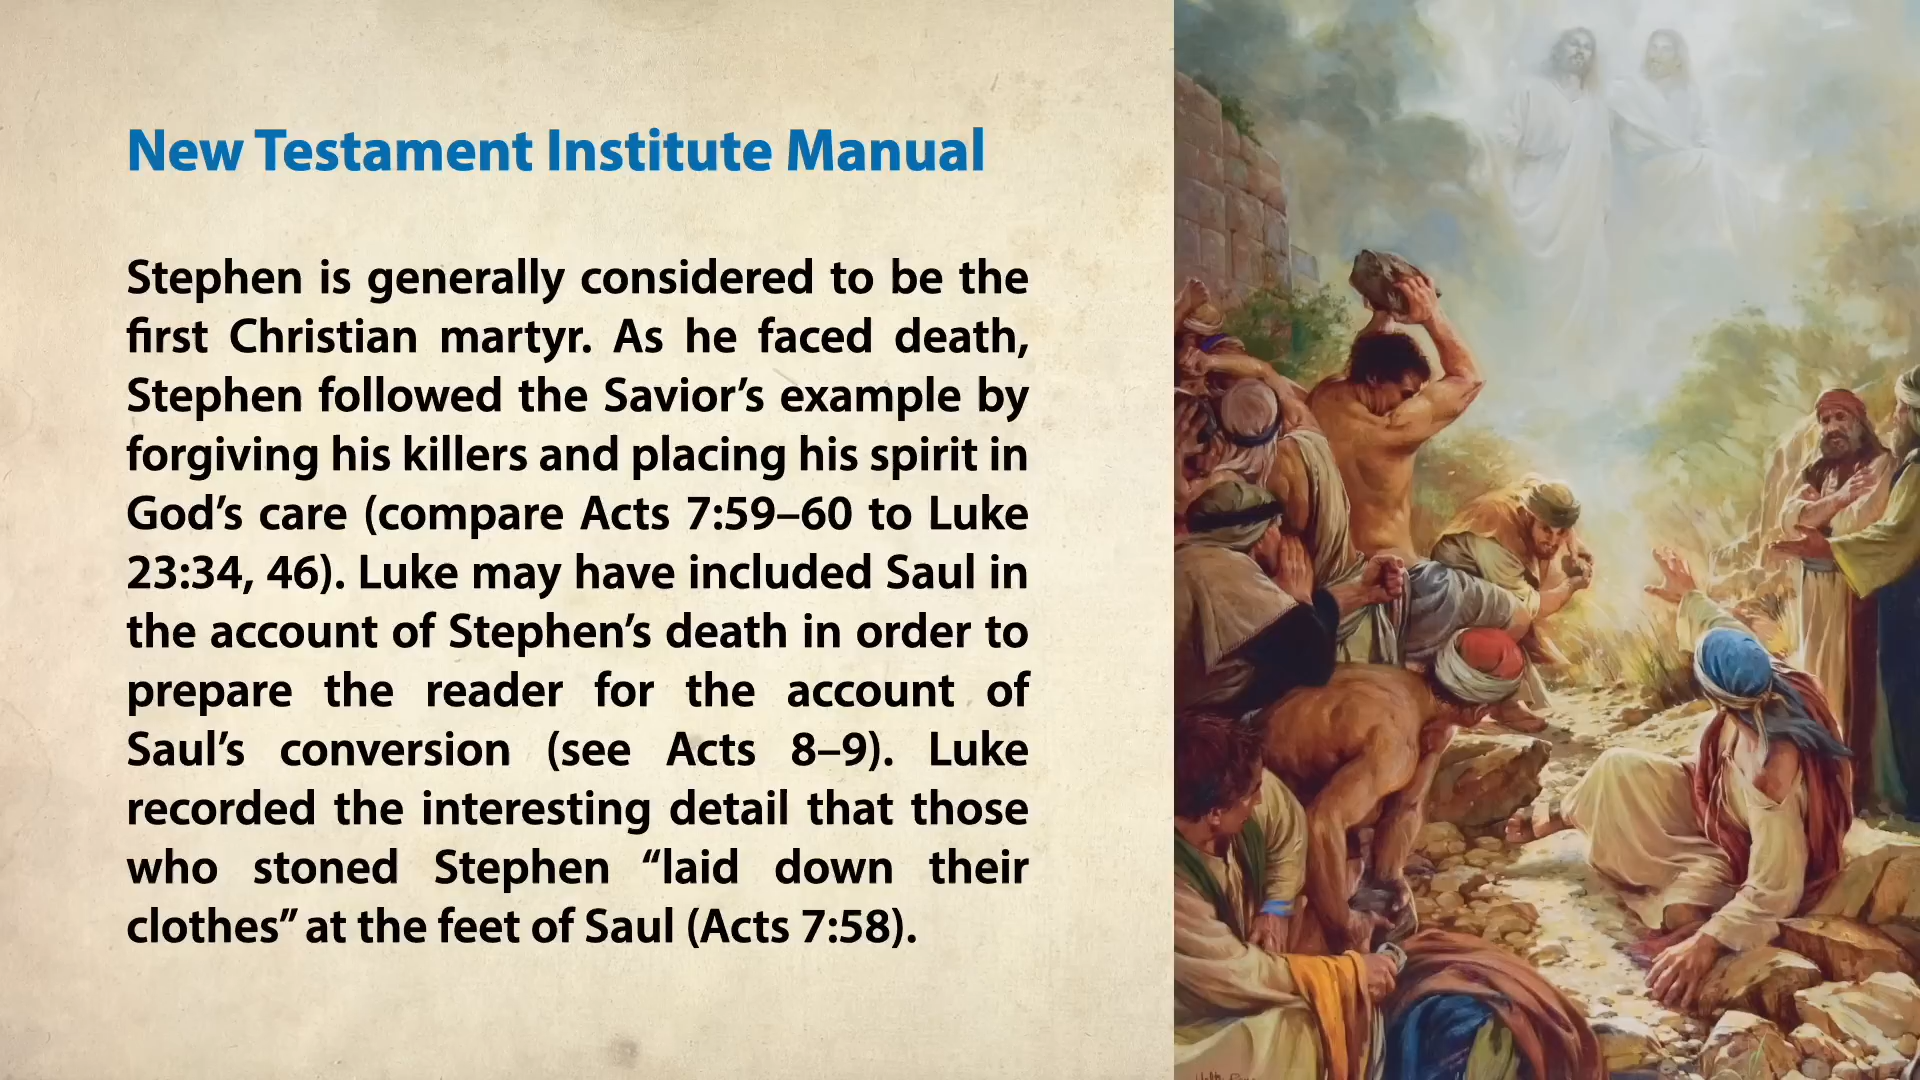 New Testament Institute Manual
Stephen is generally considered to be the
first Christian martyr. As he faced death,
Stephen followed the Savior’s example by
forgiving his killers and placing his spirit in
God’s care (compare Acts 7:59–60 to Luke
23:34, 46). Luke may have included Saul in
the account of Stephen’s death in order to
prepare the reader for the account of
Saul’s conversion (see Acts 8–9). Luke
recorded the interesting detail that those
who stoned Stephen “laid down their
clothes” at the feet of Saul (Acts 7:58).